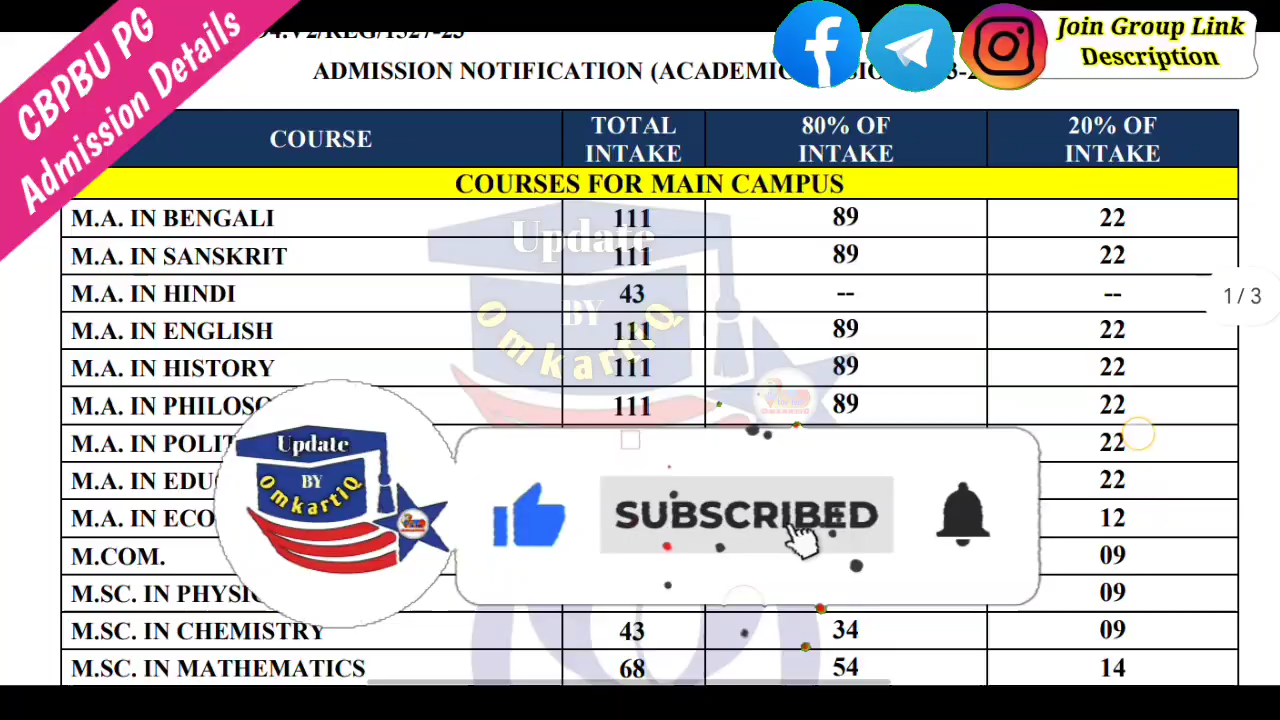 CBPBU PG
Admission Details
Join Group Link
Description
ADMISSION NOTIFICATION (ACADEMIC
COURSE TOTAL INTAKE 80% OF INTAKE 20% OF INTAKE
COURSES FOR MAIN CAMPUS
M.A. IN BENGALI 111 89 22
M.A. IN SANSKRIT 111 89 22
M.A. IN HINDI 43 -- --
1 / 3
M.A. IN ENGLISH 111 89 22
M.A. IN HISTORY 111 89 22
M.A. IN PHILOSO 111 89 22
M.A. IN POLIT 22
M.A. IN EDU 22
M.A. IN ECO 12
M.COM. 09
M.SC. IN PHYSI 09
M.SC. IN CHEMISTRY 43 34 09
M.SC. IN MATHEMATICS 68 54 14
Update
BY
OmkartiQ
Update
BY
OmkartiQ
SUBSCRIBED